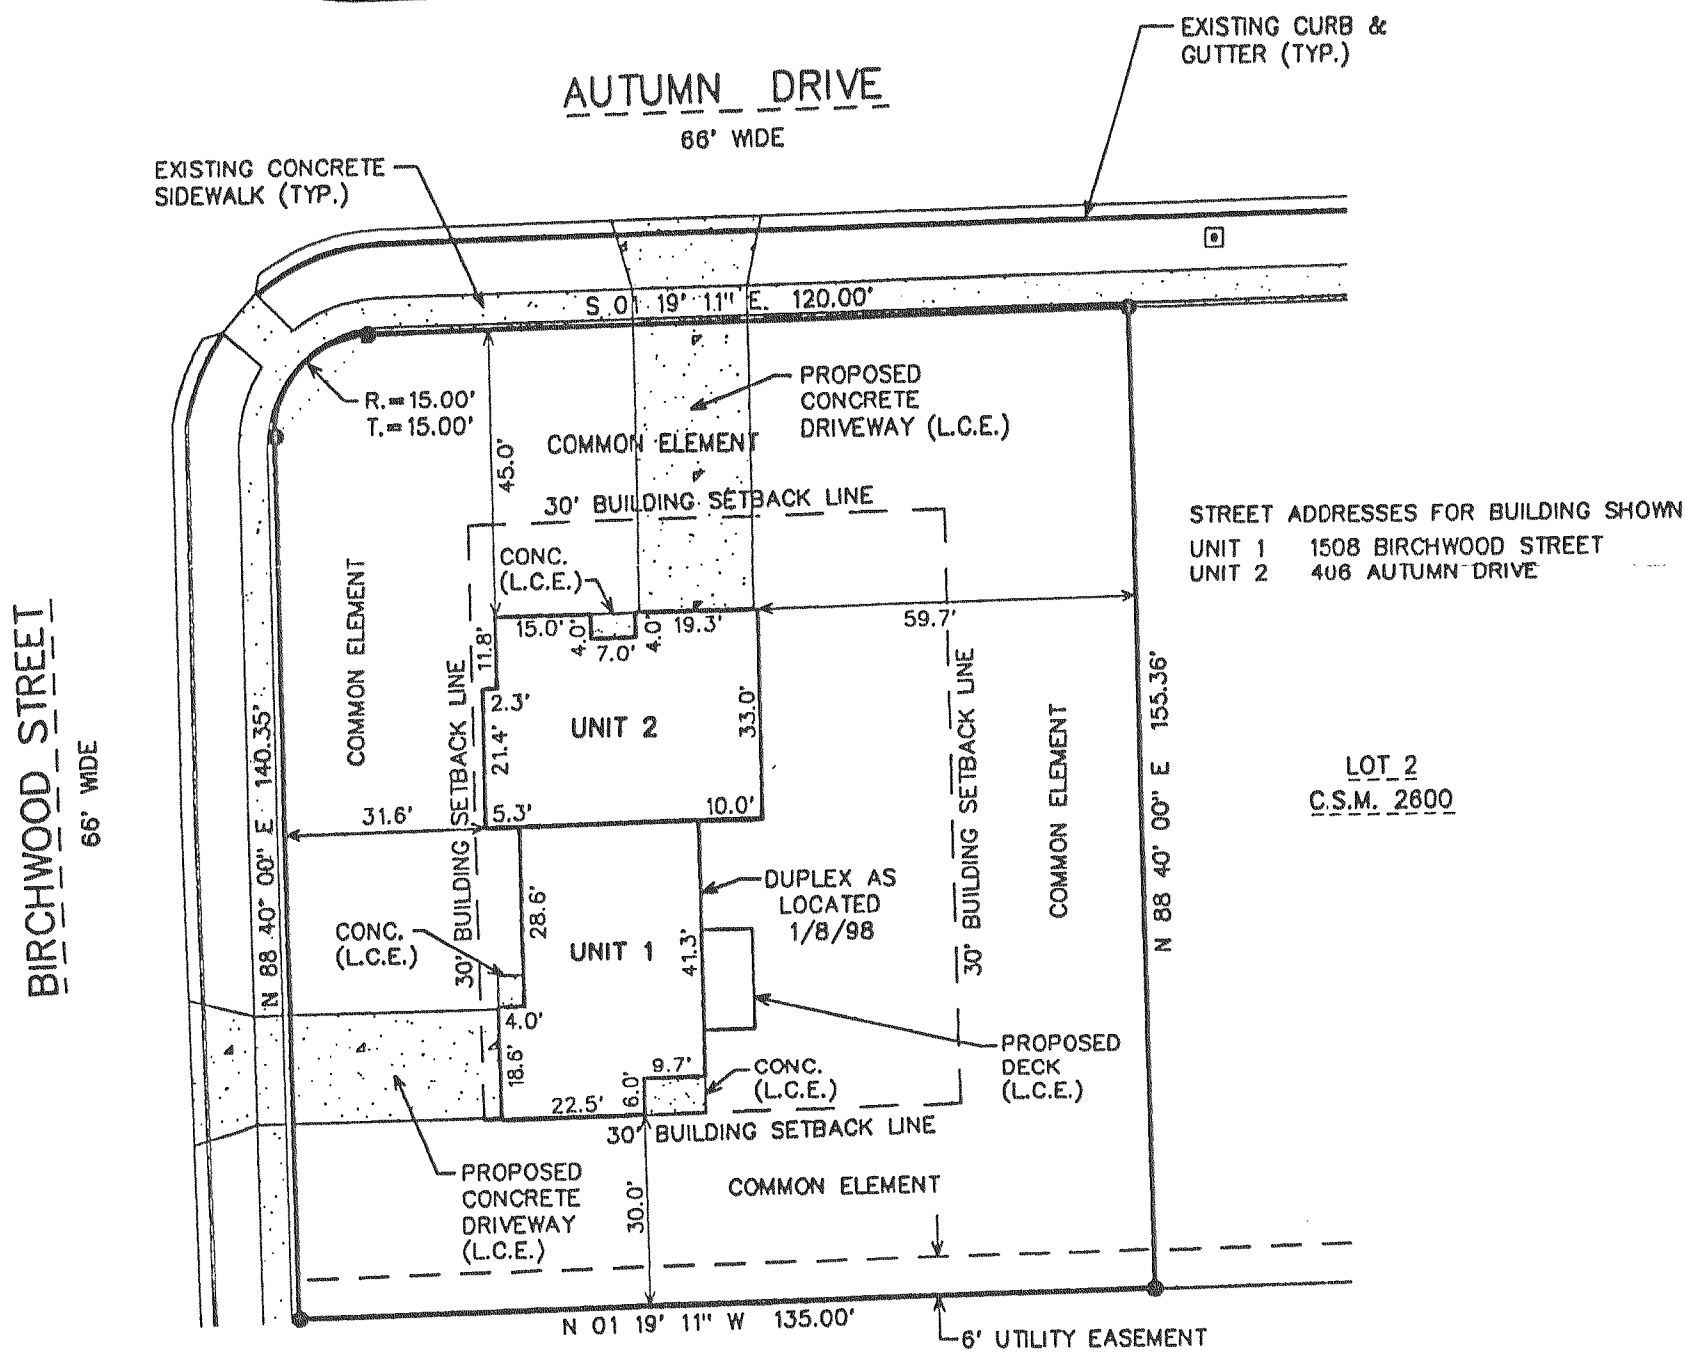 EXISTING CURB &
GUTTER (TYP.)
AUTUMN DRIVE
66' WIDE
EXISTING CONCRETE
SIDEWALK (TYP.)
S 01 19' 11" E. 120.00'
R.=15.00'
T.=15.00'
PROPOSED
CONCRETE
DRIVEWAY (L.C.E.)
COMMON ELEMENT
45.0'
30' BUILDING SETBACK LINE
STREET ADDRESSES FOR BUILDING SHOWN
UNIT 1 1508 BIRCHWOOD STREET
UNIT 2 406 AUTUMN DRIVE
CONC.
(L.C.E.)
COMMON ELEMENT
15.0'
4.0'
7.0'
4.0'
19.3'
59.7'
11.8'
2.3'
UNIT 2
33.0'
21.4'
30' BUILDING SETBACK LINE
30' BUILDING SETBACK LINE
COMMON ELEMENT
N 88 40' 00" E 155.36'
LOT 2
C.S.M. 2600
BIRCHWOOD STREET
66' WIDE
N 88 40' 00" E 140.35'
31.6'
5.3'
10.0'
DUPLEX AS
LOCATED
1/8/98
28.6'
UNIT 1
41.3'
CONC.
(L.C.E.)
4.0'
18.6'
9.7'
6.0'
22.5'
CONC.
(L.C.E.)
PROPOSED
DECK
(L.C.E.)
30' BUILDING SETBACK LINE
PROPOSED
CONCRETE
DRIVEWAY
(L.C.E.)
COMMON ELEMENT
30.0'
N 01 19' 11" W 135.00'
6' UTILITY EASEMENT